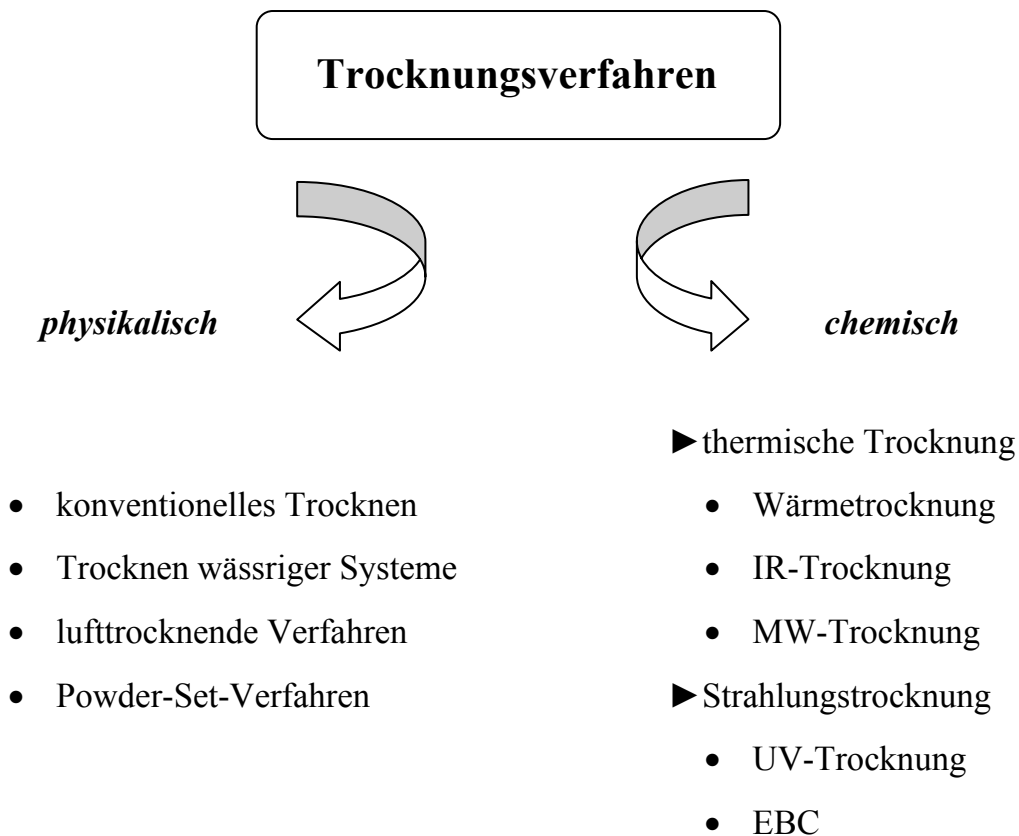 Trocknungsverfahren
physikalisch
chemisch
• konventionelles Trocknen
• Trocknen wässriger Systeme
• lufttrocknende Verfahren
• Powder-Set-Verfahren
►thermische Trocknung
• Wärmetrocknung
• IR-Trocknung
• MW-Trocknung
►Strahlungstrocknung
• UV-Trocknung
• EBC